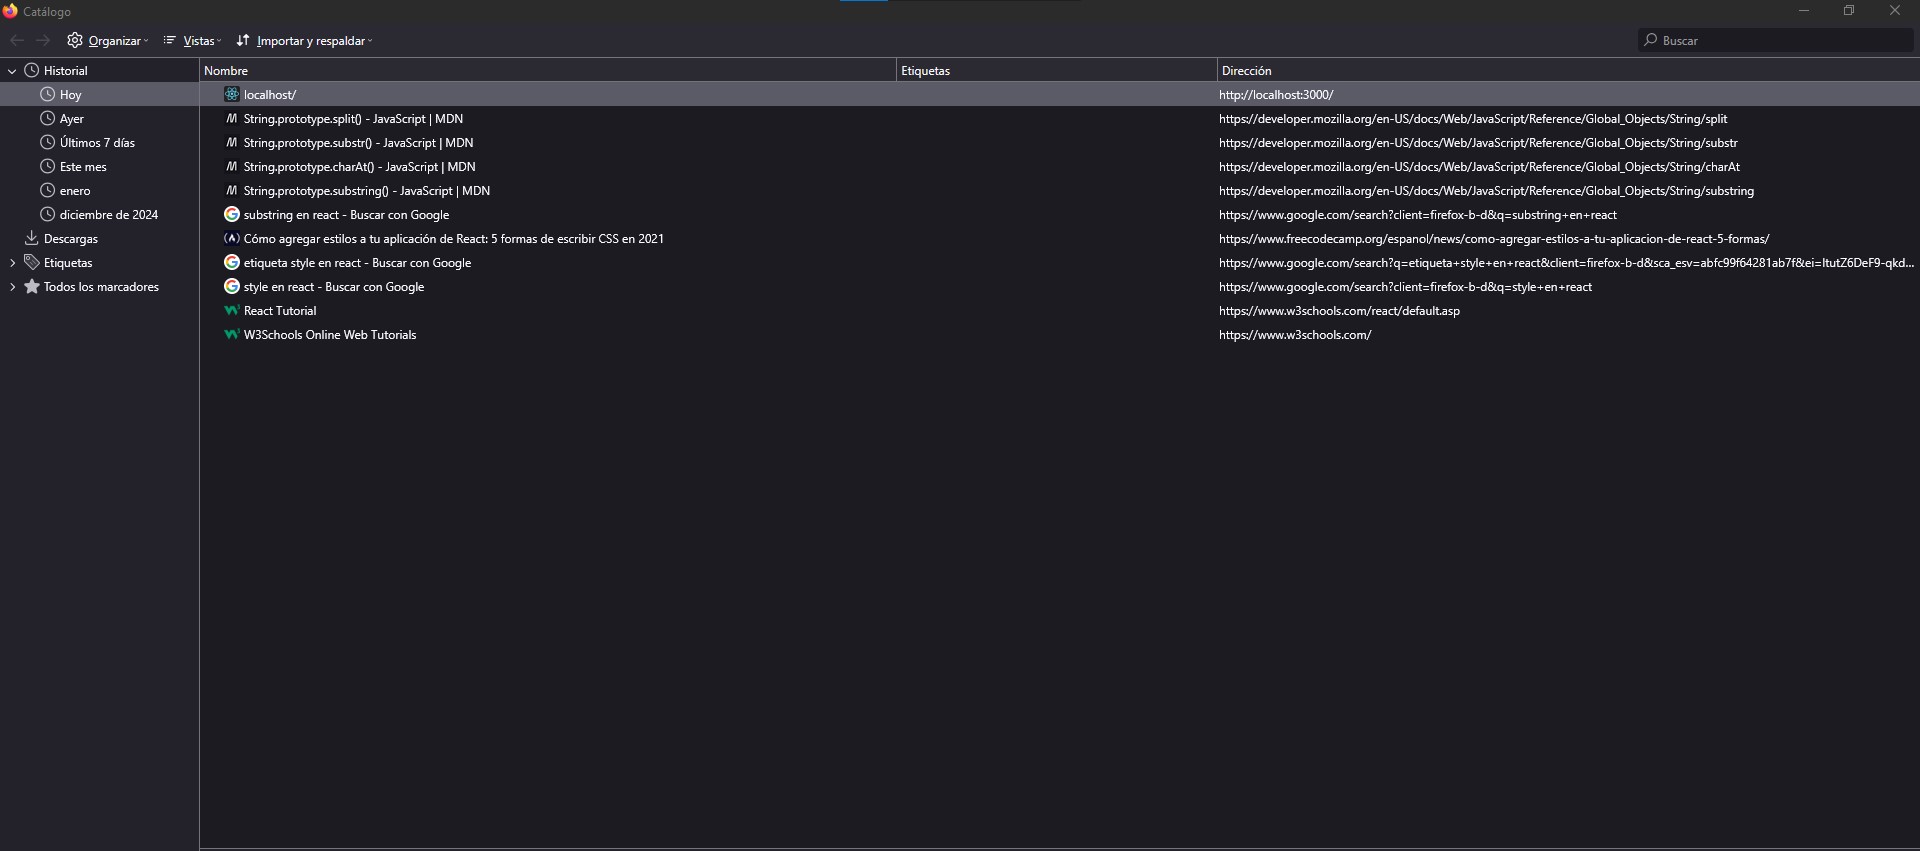 Catálogo
Organizar Vistas Importar y respaldar Buscar
Historial Nombre Etiquetas Dirección
Hoy localhost/ http://localhost:3000/
Ayer String.prototype.split() - JavaScript | MDN https://developer.mozilla.org/en-US/docs/Web/JavaScript/Reference/Global_Objects/String/split
Últimos 7 días String.prototype.substr() - JavaScript | MDN https://developer.mozilla.org/en-US/docs/Web/JavaScript/Reference/Global_Objects/String/substr
Este mes String.prototype.charAt() - JavaScript | MDN https://developer.mozilla.org/en-US/docs/Web/JavaScript/Reference/Global_Objects/String/charAt
enero String.prototype.substring() - JavaScript | MDN https://developer.mozilla.org/en-US/docs/Web/JavaScript/Reference/Global_Objects/String/substring
diciembre de 2024 substring en react - Buscar con Google https://www.google.com/search?client=firefox-b-d&q=substring+en+react
Descargas Cómo agregar estilos a tu aplicación de React: 5 formas de escribir CSS en 2021 https://www.freecodecamp.org/espanol/news/como-agregar-estilos-a-tu-aplicacion-de-react-5-formas/
Etiquetas etiqueta style en react - Buscar con Google https://www.google.com/search?q=etiqueta+style+en+react&client=firefox-b-d&sca_esv=abfc99f64281ab7f&ei=ItutZ6DeF9-qkd...
Todos los marcadores style en react - Buscar con Google https://www.google.com/search?client=firefox-b-d&q=style+en+react
React Tutorial https://www.w3schools.com/react/default.asp
W3Schools Online Web Tutorials https://www.w3schools.com/